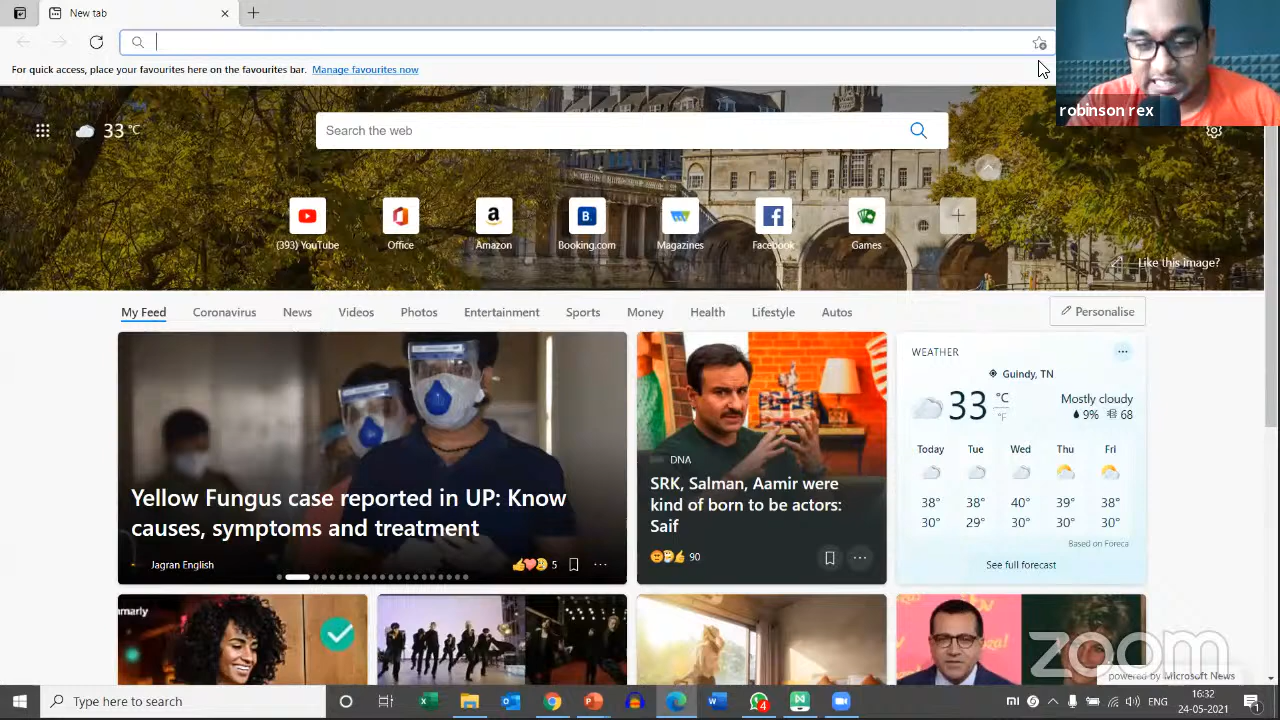 New tab
For quick access, place your favourites here on the favourites bar. Manage favourites now
robinson rex
33 °C
Search the web
(393) YouTube
Office
Amazon
Booking.com
Magazines
Facebook
Games
Like this image?
My Feed
Coronavirus
News
Videos
Photos
Entertainment
Sports
Money
Health
Lifestyle
Autos
Personalise
Yellow Fungus case reported in UP: Know
causes, symptoms and treatment
Jagran English
5
DNA
SRK, Salman, Aamir were
kind of born to be actors:
Saif
90
WEATHER
Guindy, TN
33 °C
°F
Mostly cloudy
9% 68
Today Tue Wed Thu Fri
38° 38° 40° 39° 38°
30° 29° 30° 30° 30°
Based on Foreca
See full forecast
marly
zoom
powered by Microsoft News
Type here to search
4
ENG
16:32
24-05-2021
1